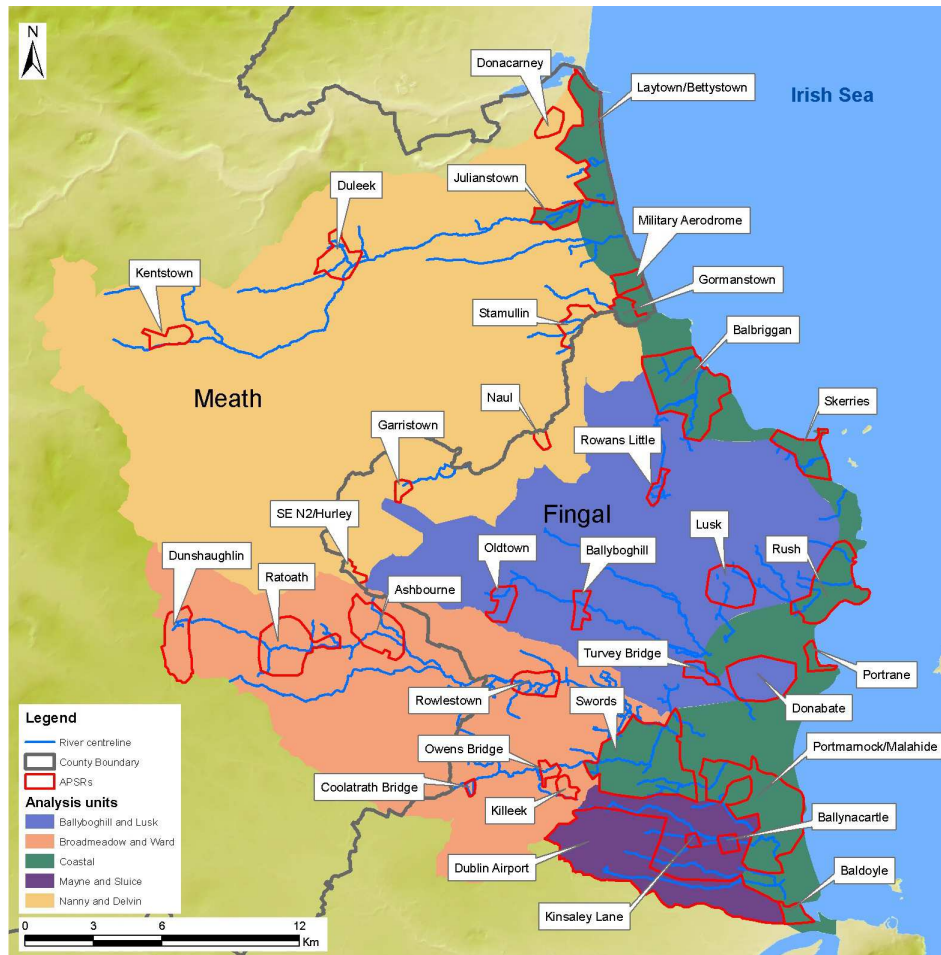 N
Donacarney
Laytown/Bettystown
Irish Sea
Julianstown
Duleek
Military Aerodrome
Kentstown
Gormanstown
Stamullin
Balbriggan
Meath
Naul
Skerries
Garristown
Rowans Little
SE N2/Hurley
Fingal
Lusk
Oldtown
Ballyboghill
Rush
Dunshaughlin
Ratoath
Ashbourne
Turvey Bridge
Portrane
Rowlestown
Swords
Donabate
Legend
River centreline
County Boundary
APSRs
Analysis units
Ballyboghill and Lusk
Broadmeadow and Ward
Coastal
Mayne and Sluice
Nanny and Delvin
Owens Bridge
Portmarnock/Malahide
Coolatrath Bridge
Killeek
Ballynacartle
Dublin Airport
Baldoyle
Kinsaley Lane
0 3 6 12
Km